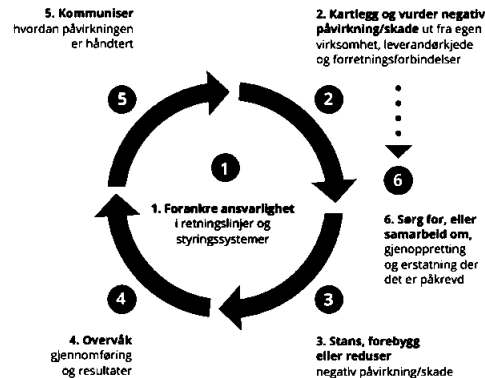 5. Kommuniser
hvordan påvirkningen
er håndtert
2. Kartlegg og vurder negativ
påvirkning/skade ut fra egen
virksomhet, leverandørkjede
og forretningsforbindelser
5
2
1
6
1. Forankre ansvarlighet
i retningslinjer og
styringssystemer
6. Sørg for, eller
samarbeid om,
gjenoppretting
og erstatning der
det er påkrevd
4
3
4. Overvåk
gjennomføring
og resultater
3. Stans, forebygg
eller reduser
negativ påvirkning/skade